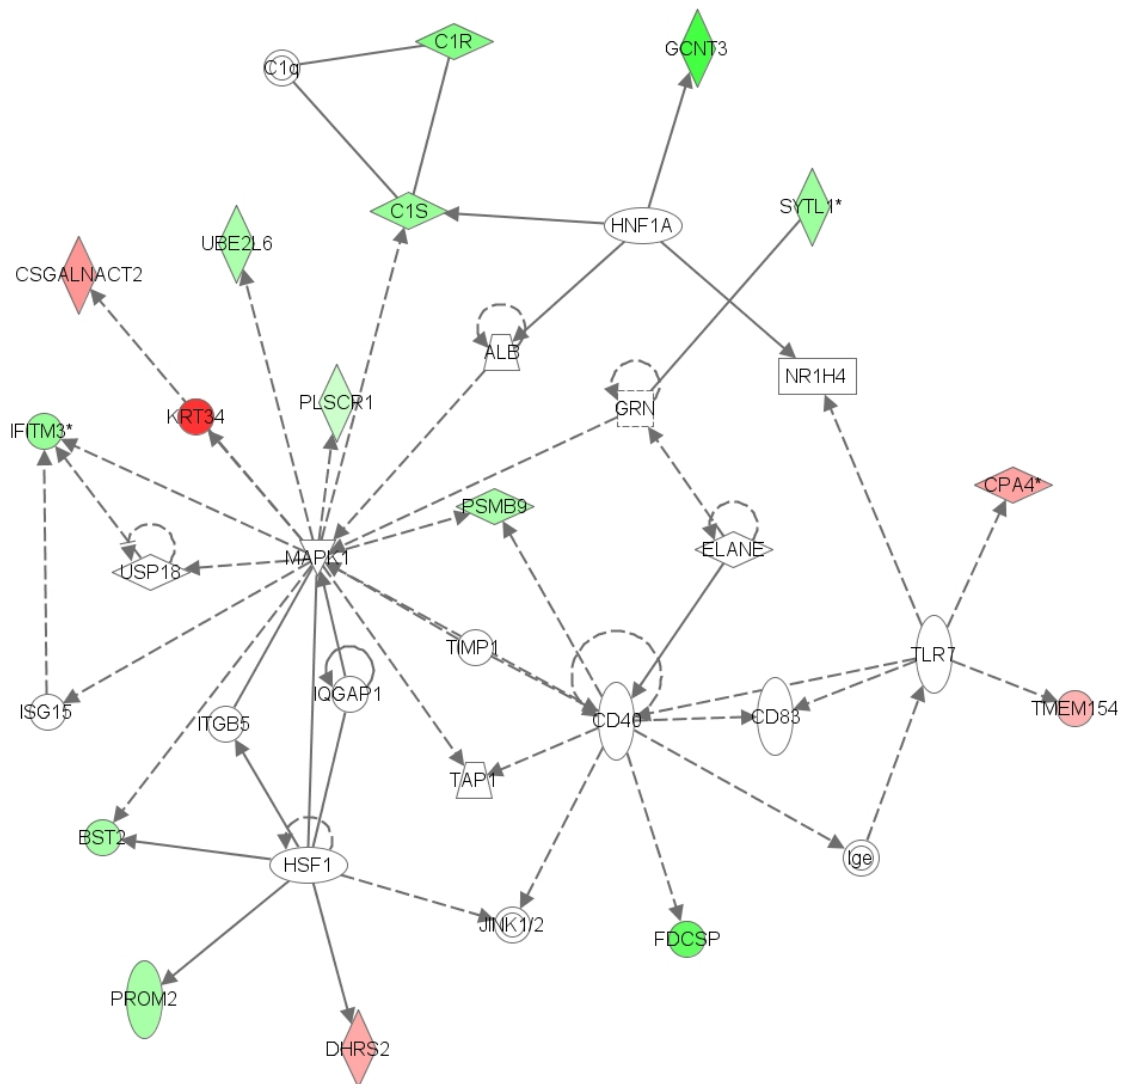 C1R
GCNT3
C1q
SYTL1*
C1S
HNF1A
UBE2L6
CSGALNACT2
ALB
NR1H4
PLSCR1
GRN
KRT34
IFITM3*
CPA4*
PSMB9
ELANE
MAPK1
USP18
TIMP1
TLR7
IQGAP1
ISG15
ITGB5
CD40
CD83
TMEM154
TAP1
BST2
HSF1
Ige
JINK1/2
FDCSP
PROM2
DHRS2